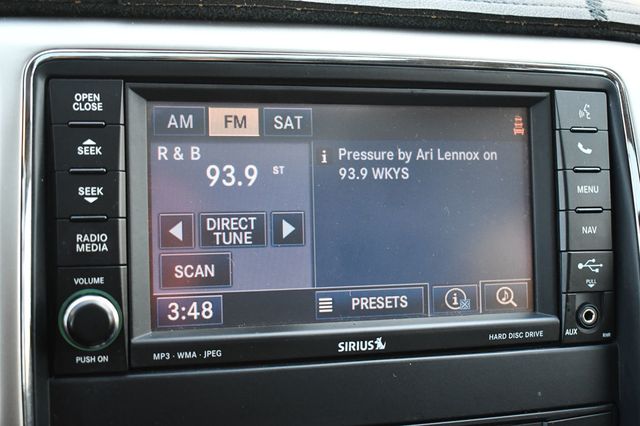 OPEN
CLOSE
SEEK
SEEK
RADIO
MEDIA
VOLUME
PUSH ON
AM
FM
SAT
R & B
93.9 ST
DIRECT
TUNE
SCAN
3:48
i Pressure by Ari Lennox on
93.9 WKYS
PRESETS
i
MP3 · WMA · JPEG
SIRIUS
HARD DISC DRIVE
MENU
NAV
PULL
AUX